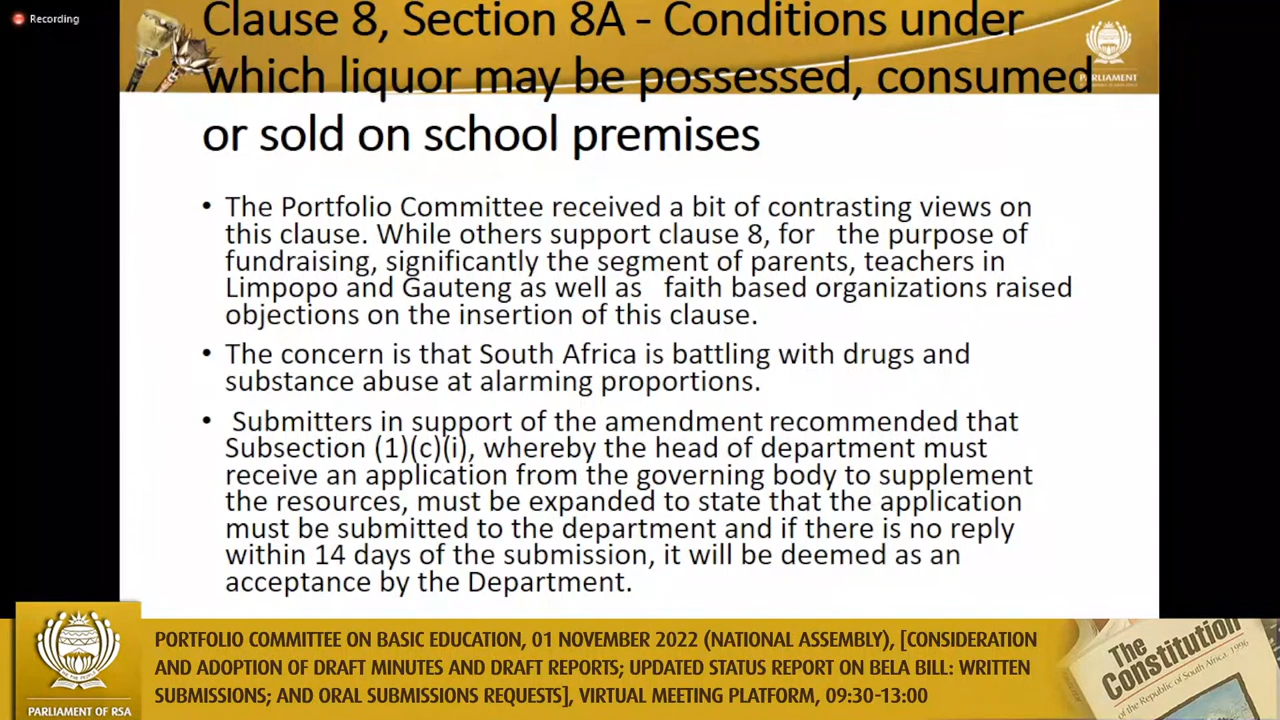 Recording
Clause 8, Section 8A - Conditions under
which liquor may be possessed, consumed
or sold on school premises
PARLIAMENT
• The Portfolio Committee received a bit of contrasting views on
this clause. While others support clause 8, for the purpose of
fundraising, significantly the segment of parents, teachers in
Limpopo and Gauteng as well as faith based organizations raised
objections on the insertion of this clause.
• The concern is that South Africa is battling with drugs and
substance abuse at alarming proportions.
• Submitters in support of the amendment recommended that
Subsection (1)(c)(i), whereby the head of department must
receive an application from the governing body to supplement
the resources, must be expanded to state that the application
must be submitted to the department and if there is no reply
within 14 days of the submission, it will be deemed as an
acceptance by the Department.
PORTFOLIO COMMITTEE ON BASIC EDUCATION, 01 NOVEMBER 2022 (NATIONAL ASSEMBLY), [CONSIDERATION
AND ADOPTION OF DRAFT MINUTES AND DRAFT REPORTS; UPDATED STATUS REPORT ON BELA BILL: WRITTEN
SUBMISSIONS; AND ORAL SUBMISSIONS REQUESTS], VIRTUAL MEETING PLATFORM, 09:30-13:00
PARLIAMENT OF RSA
The
Constitution
of the Republic of South Africa, 1996